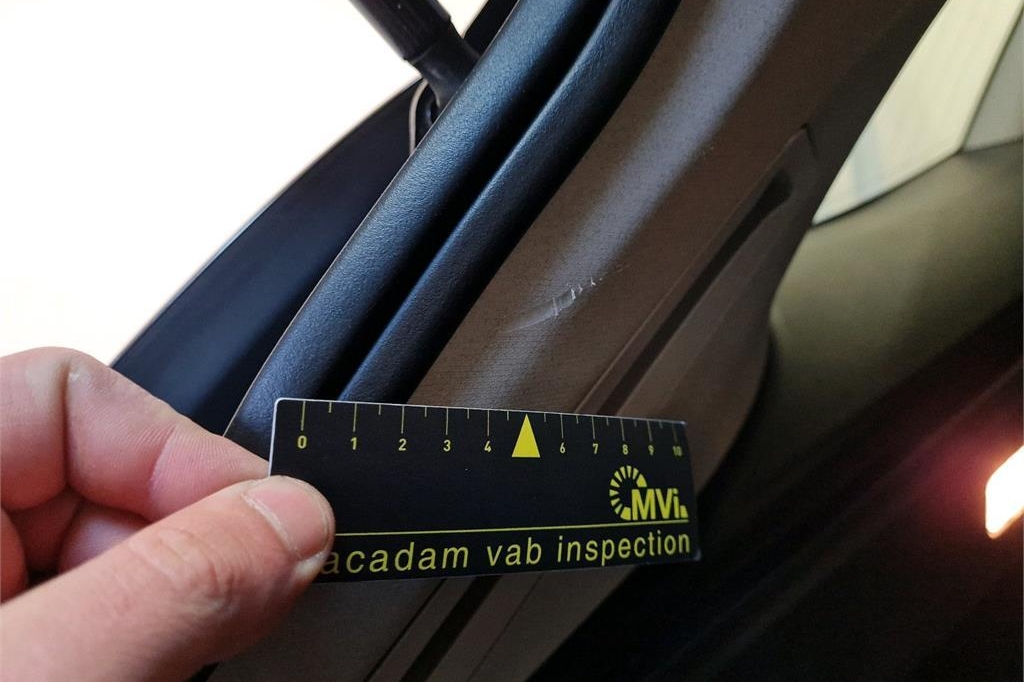 0 1 2 3 4 6 7 8 9 10
MVi
acadam vab inspection